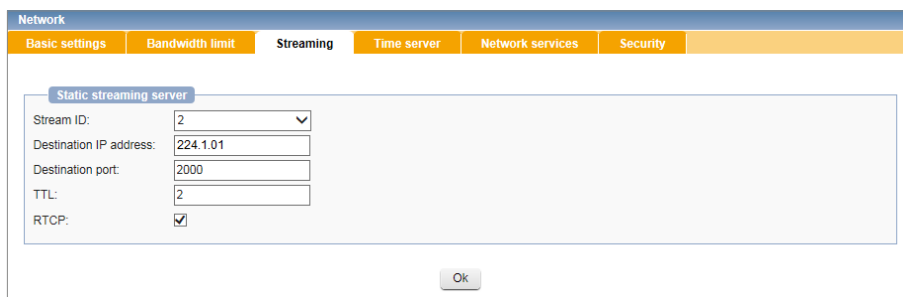 Network
Basic settings Bandwidth limit Streaming Time server Network services Security
Static streaming server
Stream ID: 2
Destination IP address: 224.1.01
Destination port: 2000
TTL: 2
RTCP:
Ok